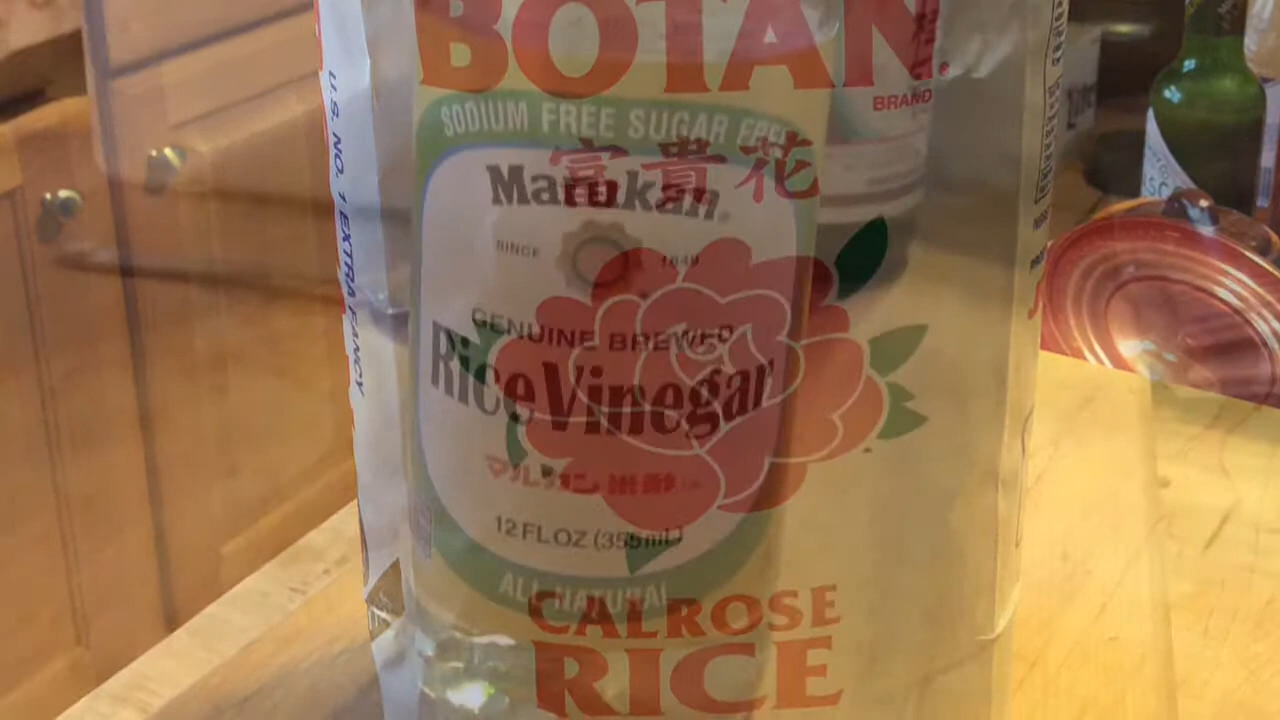 BOTAN®
BRAND
SODIUM FREE SUGAR FREE
富貴花
Marukan®
SINCE 1649
GENUINE BREWED
Rice Vinegar
マルカン 米酢
12 FL OZ (355mL)
ALL NATURAL
CALROSE
RICE
U.S. NO. 1 EXTRA FANCY